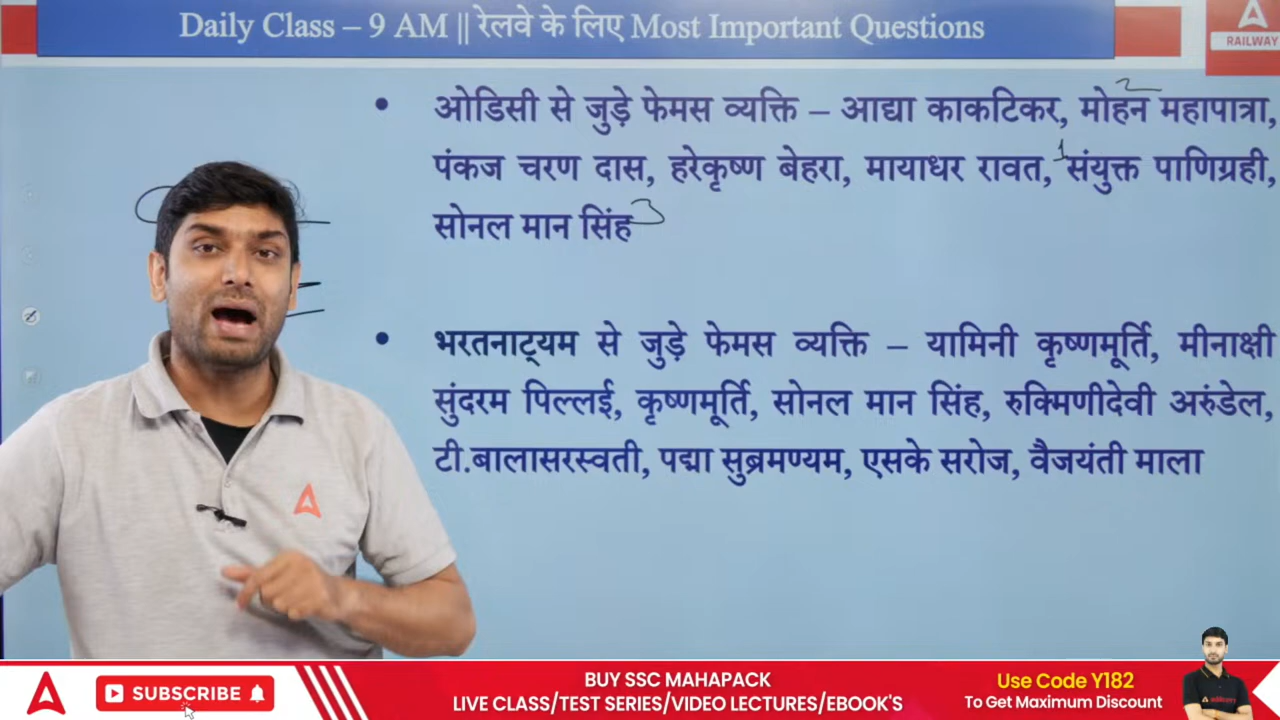 Daily Class – 9 AM || रेलवे के लिए Most Important Questions
RAILWAY
• ओडिसी से जुड़े फेमस व्यक्ति – आद्या काकटिकर, मोहन महापात्रा,
2
पंकज चरण दास, हरेकृष्ण बेहरा, मायाधर रावत, संयुक्त पाणिग्रही,
1
सोनल मान सिंह
3
• भरतनाट्यम से जुड़े फेमस व्यक्ति – यामिनी कृष्णमूर्ति, मीनाक्षी
सुंदरम पिल्लई, कृष्णमूर्ति, सोनल मान सिंह, रुक्मिणीदेवी अरुंडेल,
टी.बालासरस्वती, पद्मा सुब्रमण्यम, एसके सरोज, वैजयंती माला
SUBSCRIBE
BUY SSC MAHAPACK
LIVE CLASS/TEST SERIES/VIDEO LECTURES/EBOOK'S
Use Code Y182
To Get Maximum Discount